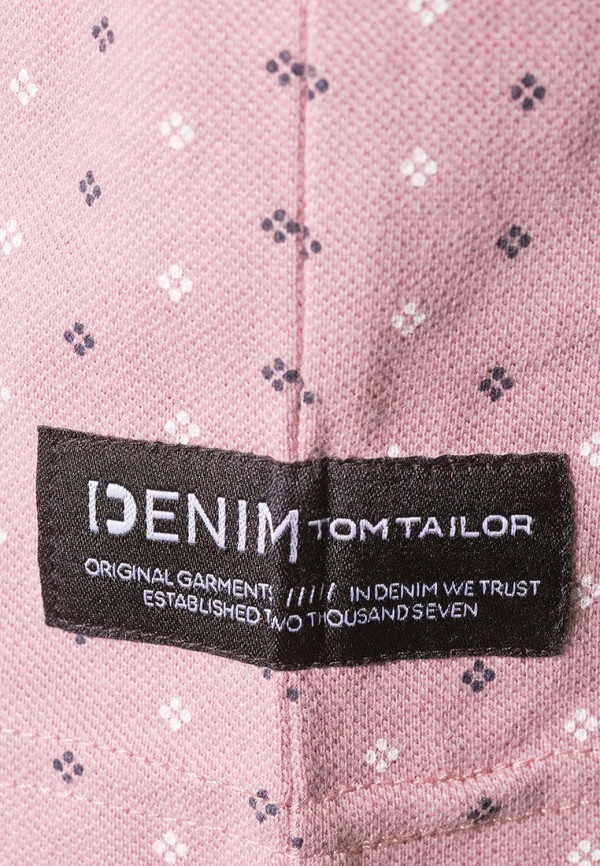 DENIM TOM TAILOR
ORIGINAL GARMENTS ///// IN DENIM WE TRUST
ESTABLISHED TWO THOUSAND SEVEN